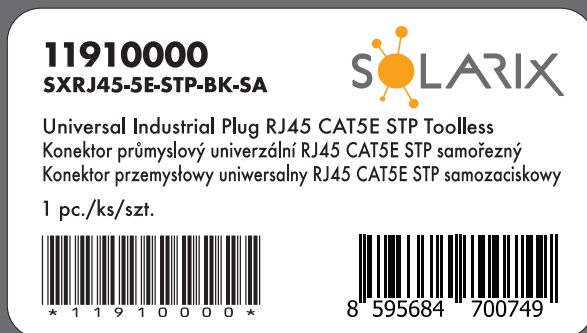 11910000
SXRJ45-5E-STP-BK-SA
SOLARIX
Universal Industrial Plug RJ45 CAT5E STP Toolless
Konektor průmyslový univerzální RJ45 CAT5E STP samořezný
Konektor przemysłowy uniwersalny RJ45 CAT5E STP samozaciskowy
1 pc./ks/szt.
*11910000*
8 595684 700749